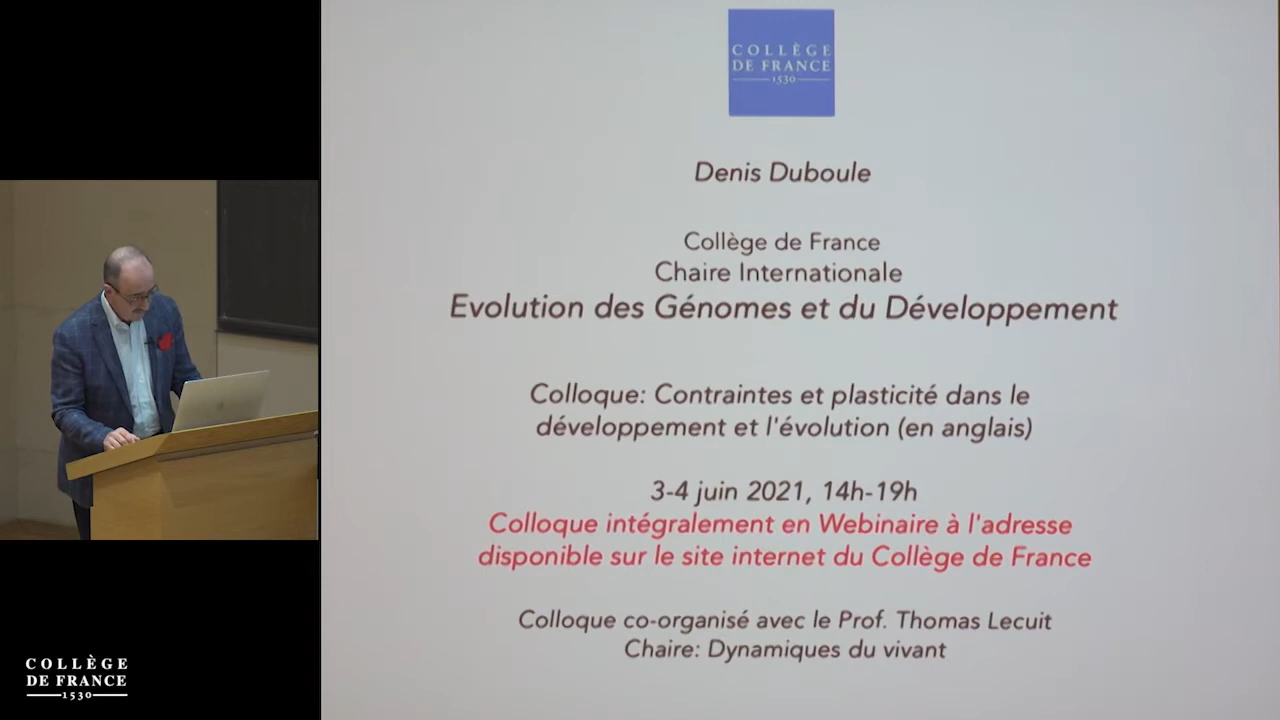 COLLÈGE
DE FRANCE
1530
Denis Duboule
Collège de France
Chaire Internationale
Evolution des Génomes et du Développement
Colloque: Contraintes et plasticité dans le
développement et l'évolution (en anglais)
3-4 juin 2021, 14h-19h
Colloque intégralement en Webinaire à l'adresse
disponible sur le site internet du Collège de France
Colloque co-organisé avec le Prof. Thomas Lecuit
Chaire: Dynamiques du vivant
COLLÈGE
DE FRANCE
1530